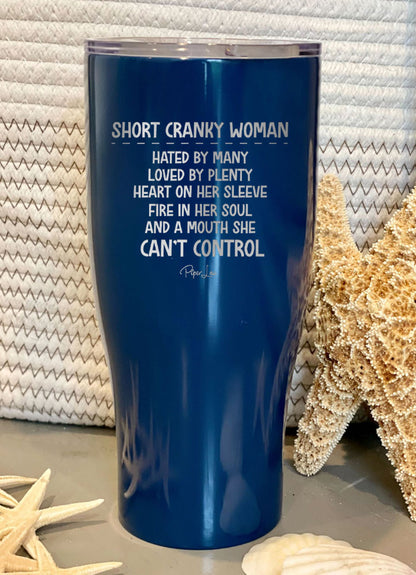 SHORT CRANKY WOMAN
HATED BY MANY
LOVED BY PLENTY
HEART ON HER SLEEVE
FIRE IN HER SOUL
AND A MOUTH SHE
CAN'T CONTROL
Piper Lou